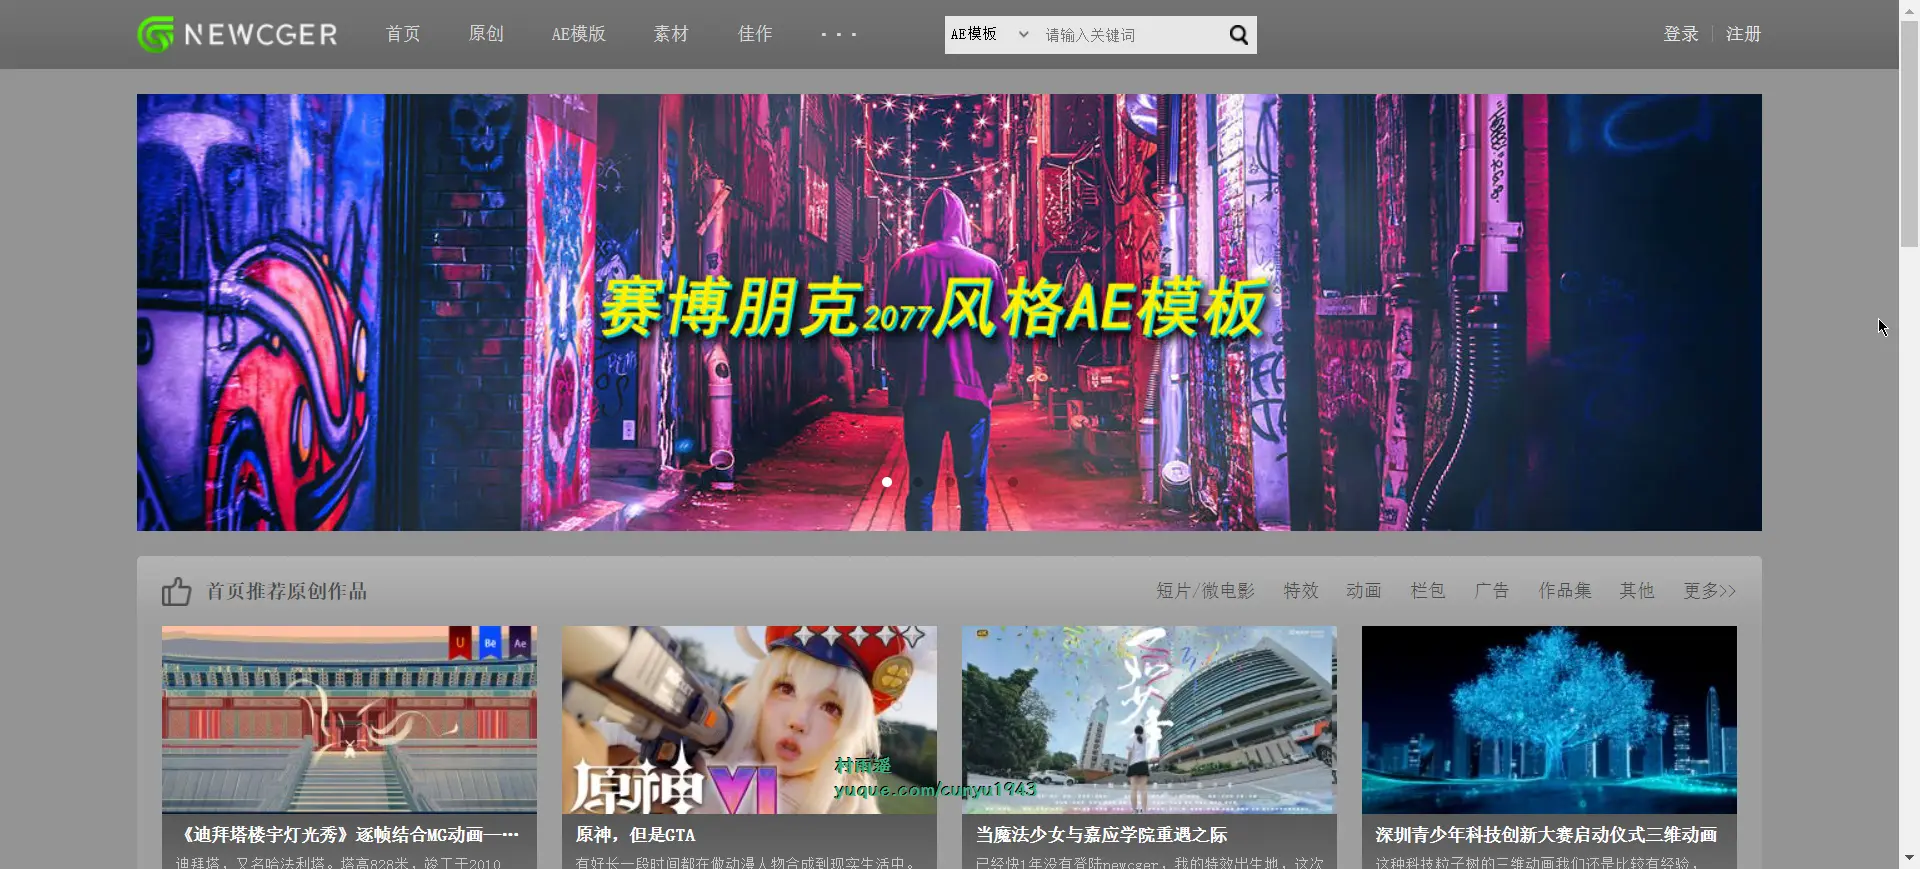 NEWCGER
首页 原创 AE模版 素材 佳作 ···
AE模板 请输入关键词
登录 注册
赛博朋克2077风格AE模板
首页推荐原创作品
短片/微电影 特效 动画 栏包 广告 作品集 其他 更多>>
U Be Ae
原神VI
4K
村雨遥
yuque.com/cunyu1943
《迪拜塔楼宇灯光秀》逐帧结合MG动画—···
原神，但是GTA
当魔法少女与嘉应学院重遇之际
深圳青少年科技创新大赛启动仪式三维动画
迪拜塔，又名哈法利塔。塔高828米，竣工于2010
有好长一段时间都在做动漫人物合成到现实生活中。
已经快1年没有登陆newcger，我的特效出生地，这次
这种科技粒子树的三维动画我们还是比较有经验，